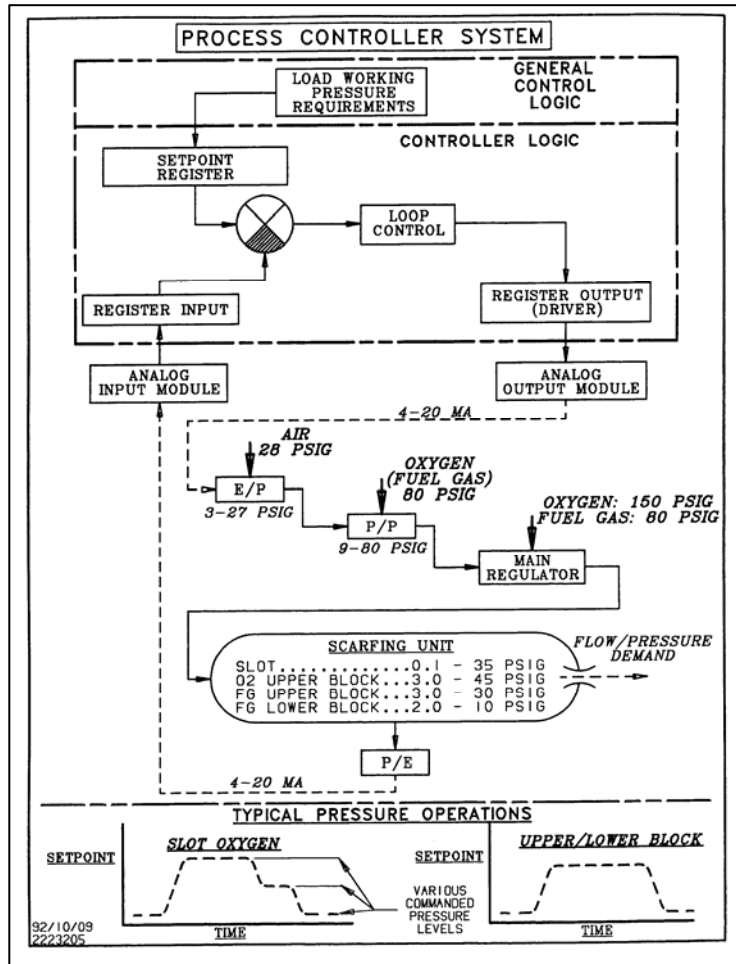 PROCESS CONTROLLER SYSTEM
LOAD WORKING
PRESSURE
REQUIREMENTS
GENERAL
CONTROL
LOGIC
CONTROLLER LOGIC
SETPOINT
REGISTER
LOOP
CONTROL
REGISTER INPUT
REGISTER OUTPUT
(DRIVER)
ANALOG
INPUT MODULE
ANALOG
OUTPUT MODULE
4-20 MA
AIR
28 PSIG
E/P
3-27 PSIG
OXYGEN
(FUEL GAS)
80 PSIG
P/P
9-80 PSIG
OXYGEN: 150 PSIG
FUEL GAS: 80 PSIG
MAIN
REGULATOR
SCARFING UNIT
SLOT.............0.1 - 35 PSIG
O2 UPPER BLOCK...3.0 - 45 PSIG
FG UPPER BLOCK...3.0 - 30 PSIG
FG LOWER BLOCK...2.0 - 10 PSIG
FLOW/PRESSURE
DEMAND
P/E
4-20 MA
TYPICAL PRESSURE OPERATIONS
SLOT OXYGEN
SETPOINT
TIME
VARIOUS
COMMANDED
PRESSURE
LEVELS
UPPER/LOWER BLOCK
SETPOINT
TIME
92/10/09
2223205